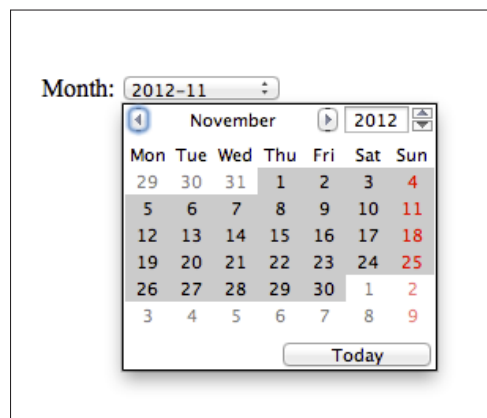 Month: 2012-11
November 2012
Mon Tue Wed Thu Fri Sat Sun
29 30 31 1 2 3 4
5 6 7 8 9 10 11
12 13 14 15 16 17 18
19 20 21 22 23 24 25
26 27 28 29 30 1 2
3 4 5 6 7 8 9
Today